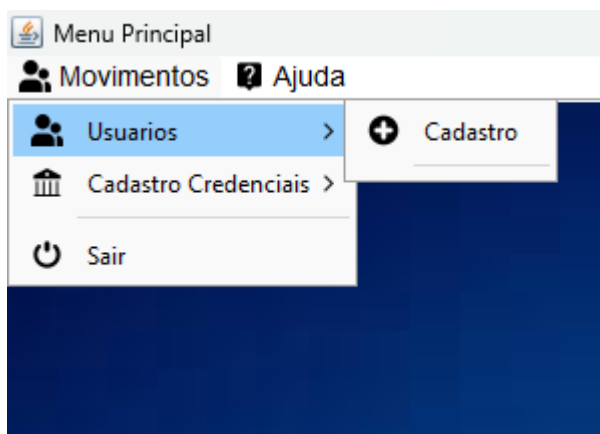 Menu Principal
Movimentos Ajuda
Usuarios > Cadastro
Cadastro Credenciais >
Sair